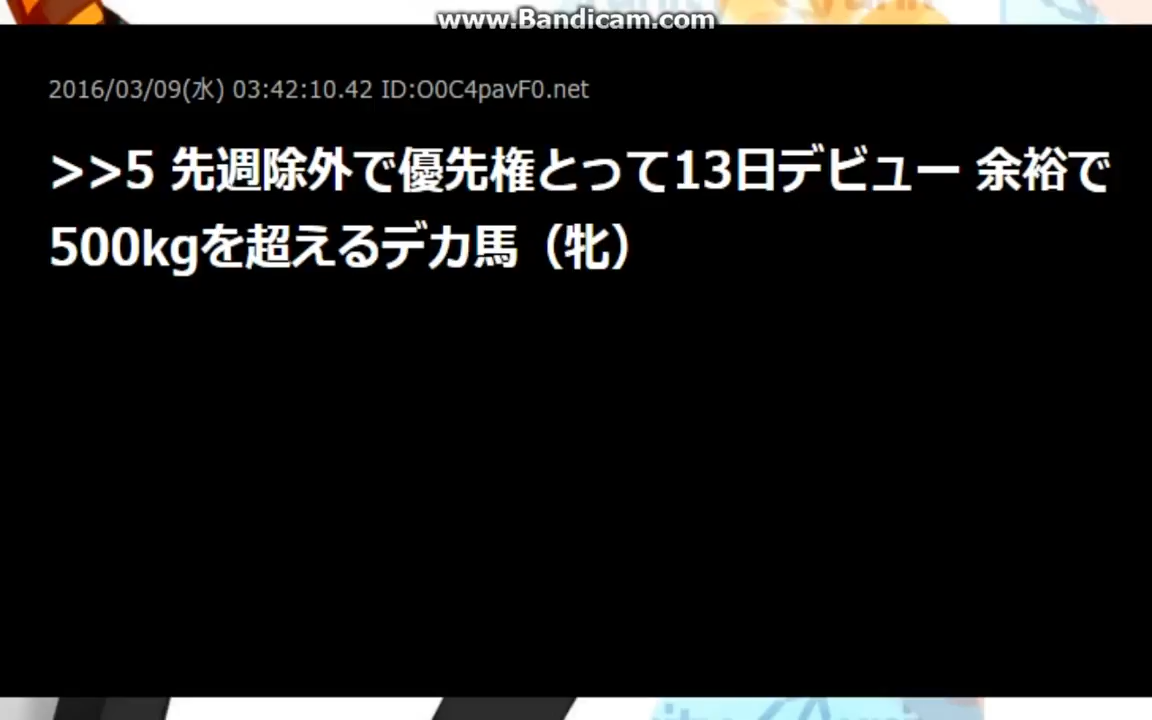 www.Bandicam.com
2016/03/09(水) 03:42:10.42 ID:O0C4pavF0.net
>>5 先週除外で優先権とって13日デビュー 余裕で
500kgを超えるデカ馬（牝）